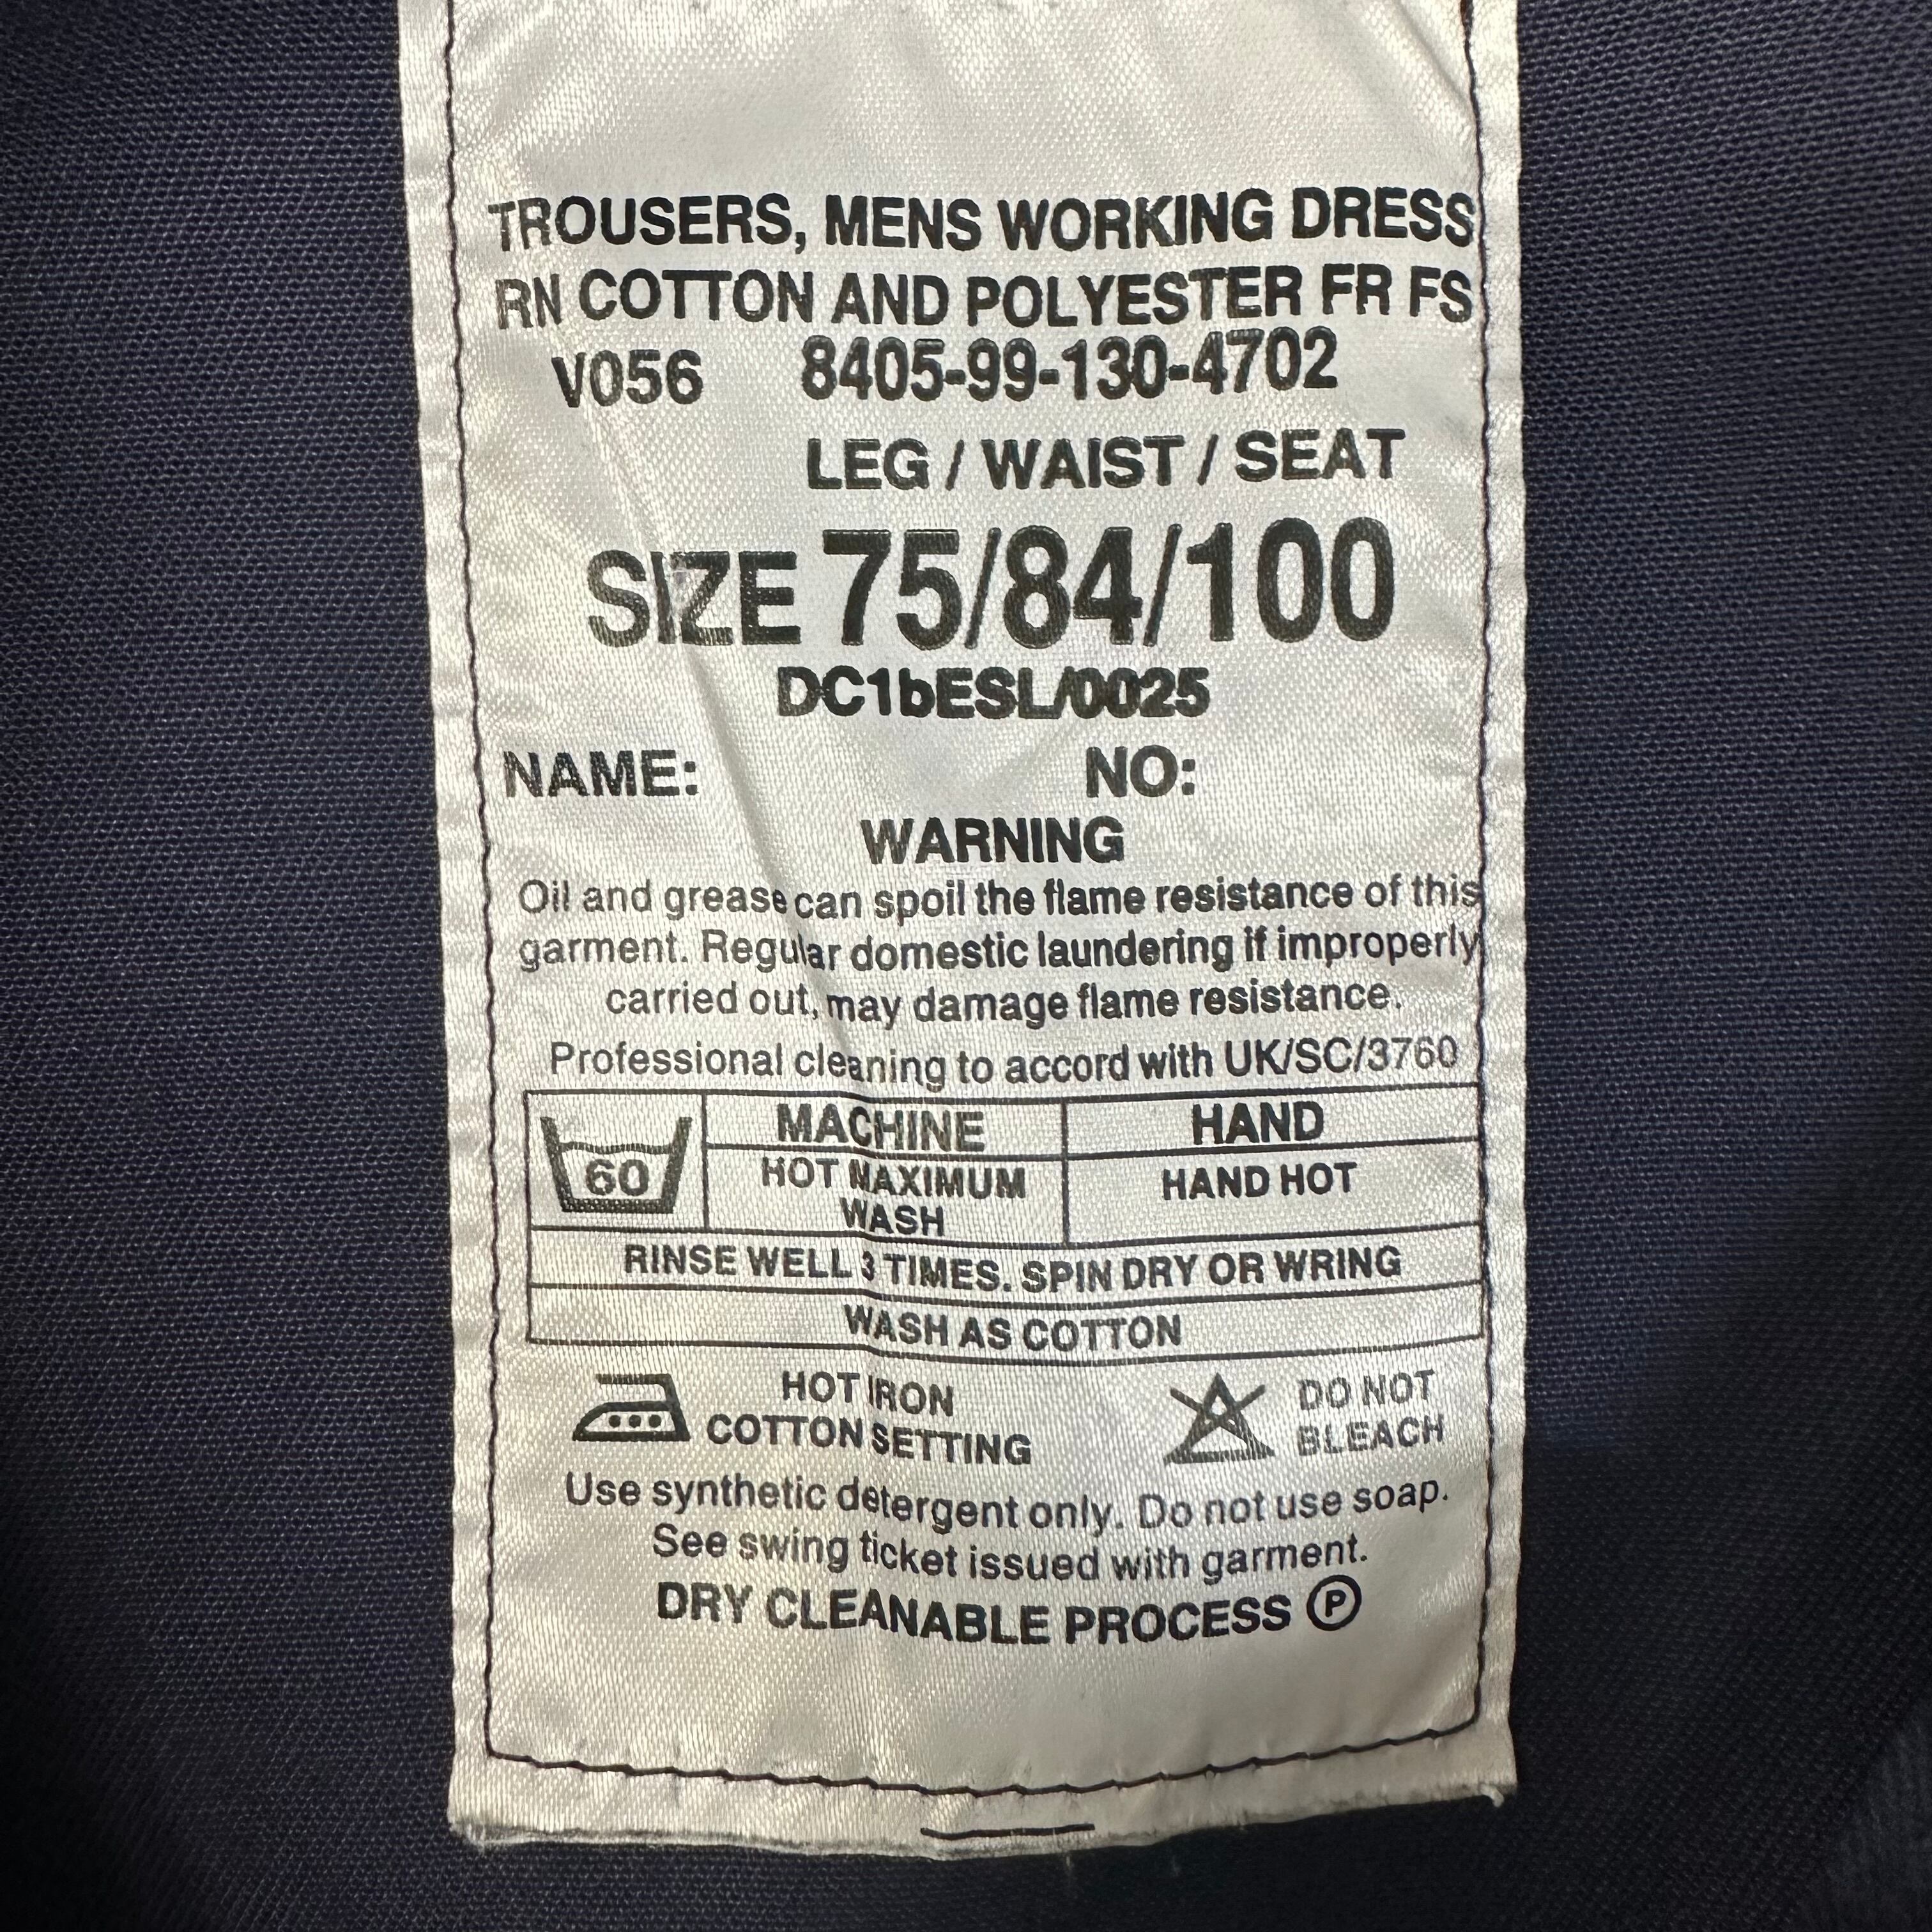 TROUSERS, MENS WORKING DRESS
RN COTTON AND POLYESTER FR FS
V056 8405-99-130-4702
LEG / WAIST / SEAT
SIZE 75/84/100
DC1bESL/0025
NAME: NO:
WARNING
Oil and grease can spoil the flame resistance of this
garment. Regular domestic laundering if improperly
carried out, may damage flame resistance.
Professional cleaning to accord with UK/SC/3760
MACHINE HAND
60 HOT MAXIMUM HAND HOT
WASH
RINSE WELL 3 TIMES. SPIN DRY OR WRING
WASH AS COTTON
HOT IRON DO NOT
COTTON SETTING BLEACH
Use synthetic detergent only. Do not use soap.
See swing ticket issued with garment.
DRY CLEANABLE PROCESS Ⓟ